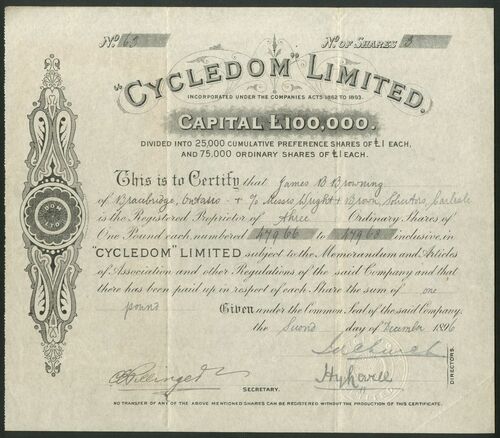 No. 63 No. OF SHARES 3
"CYCLEDOM" LIMITED.
INCORPORATED UNDER THE COMPANIES ACTS 1862 TO 1893.
CAPITAL £100,000.
DIVIDED INTO 25,000 CUMULATIVE PREFERENCE SHARES OF £1 EACH,
AND 75,000 ORDINARY SHARES OF £1 EACH.
This is to Certify that James B Browning
of Bracebridge, Ontario + c/o Messrs Wright & Brown, Solicitors, Carlisle
is the Registered Proprietor of three Ordinary Shares of
One Pound each, numbered 47966 to 47968 inclusive, in
"CYCLEDOM" LIMITED subject to the Memorandum and Articles
of Association and other Regulations of the said Company and that
there has been paid up in respect of each Share the sum of one
pound Given under the Common Seal of the said Company,
the Second day of December 1896
DIRECTORS.
SECRETARY.
NO TRANSFER OF ANY OF THE ABOVE MENTIONED SHARES CAN BE REGISTERED WITHOUT THE PRODUCTION OF THIS CERTIFICATE.